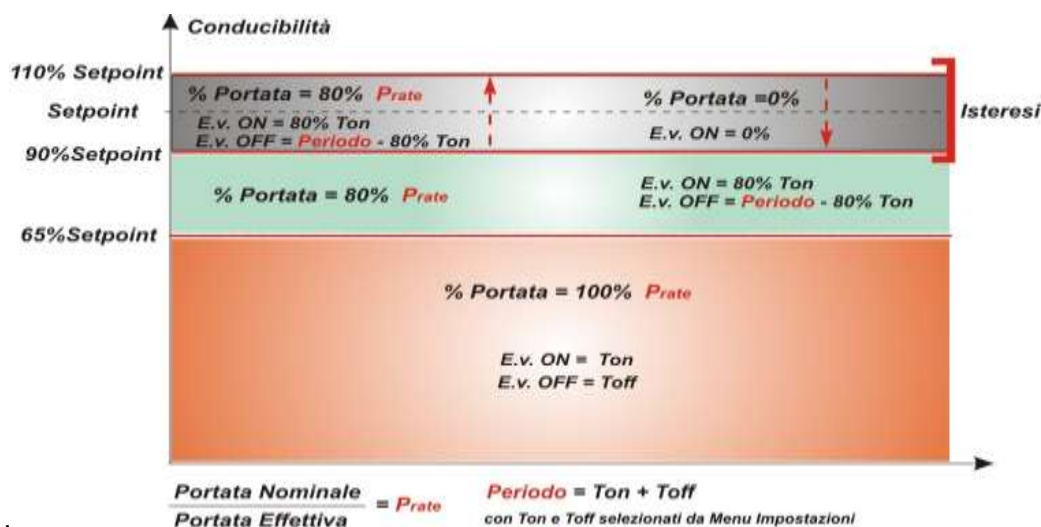 Conducibilità
110% Setpoint
% Portata = 80% Prate
% Portata =0%
Setpoint
Isteresi
E.v. ON = 80% Ton
E.v. ON = 0%
E.v. OFF = Periodo - 80% Ton
90%Setpoint
% Portata = 80% Prate
E.v. ON = 80% Ton
E.v. OFF = Periodo - 80% Ton
65%Setpoint
% Portata = 100% Prate
E.v. ON = Ton
E.v. OFF = Toff
Portata Nominale
Portata Effettiva
= Prate
Periodo = Ton + Toff
con Ton e Toff selezionati da Menu Impostazioni